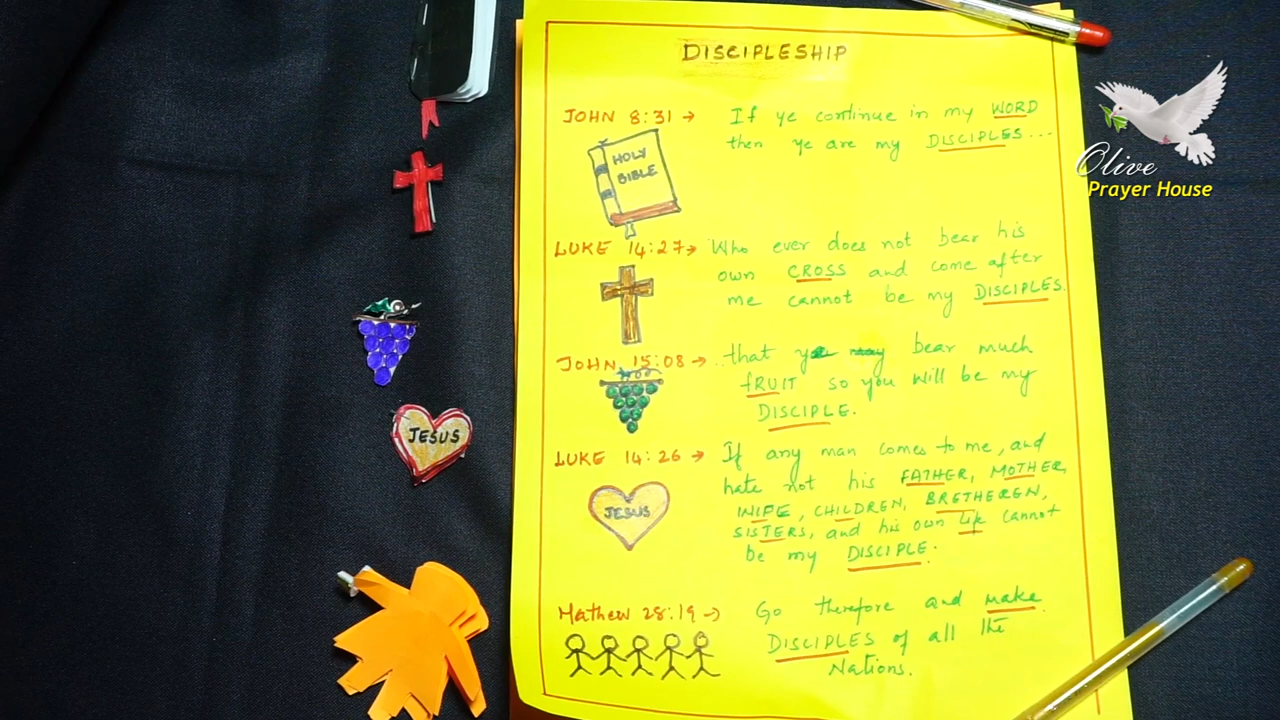 DISCIPLESHIP
JOHN 8:31 → If ye continue in my WORD
then ye are my DISCIPLES...
HOLY
BIBLE
LUKE 14:27 → Who ever does not bear his
own CROSS and come after
me cannot be my DISCIPLES.
JOHN 15:08 → ..that bear much
fRUIT so you will be my
DISCIPLE.
LUKE 14:26 → If any man comes to me, and
hate not his FATHER, MOTHER,
WIFE, CHILDREN, BRETHEREN,
SISTERS, and his own life cannot
be my DISCIPLE.
JESUS
Mathew 28:19 → Go therefore and make
DISCIPLES of all the
Nations.
JESUS
Olive
Prayer House